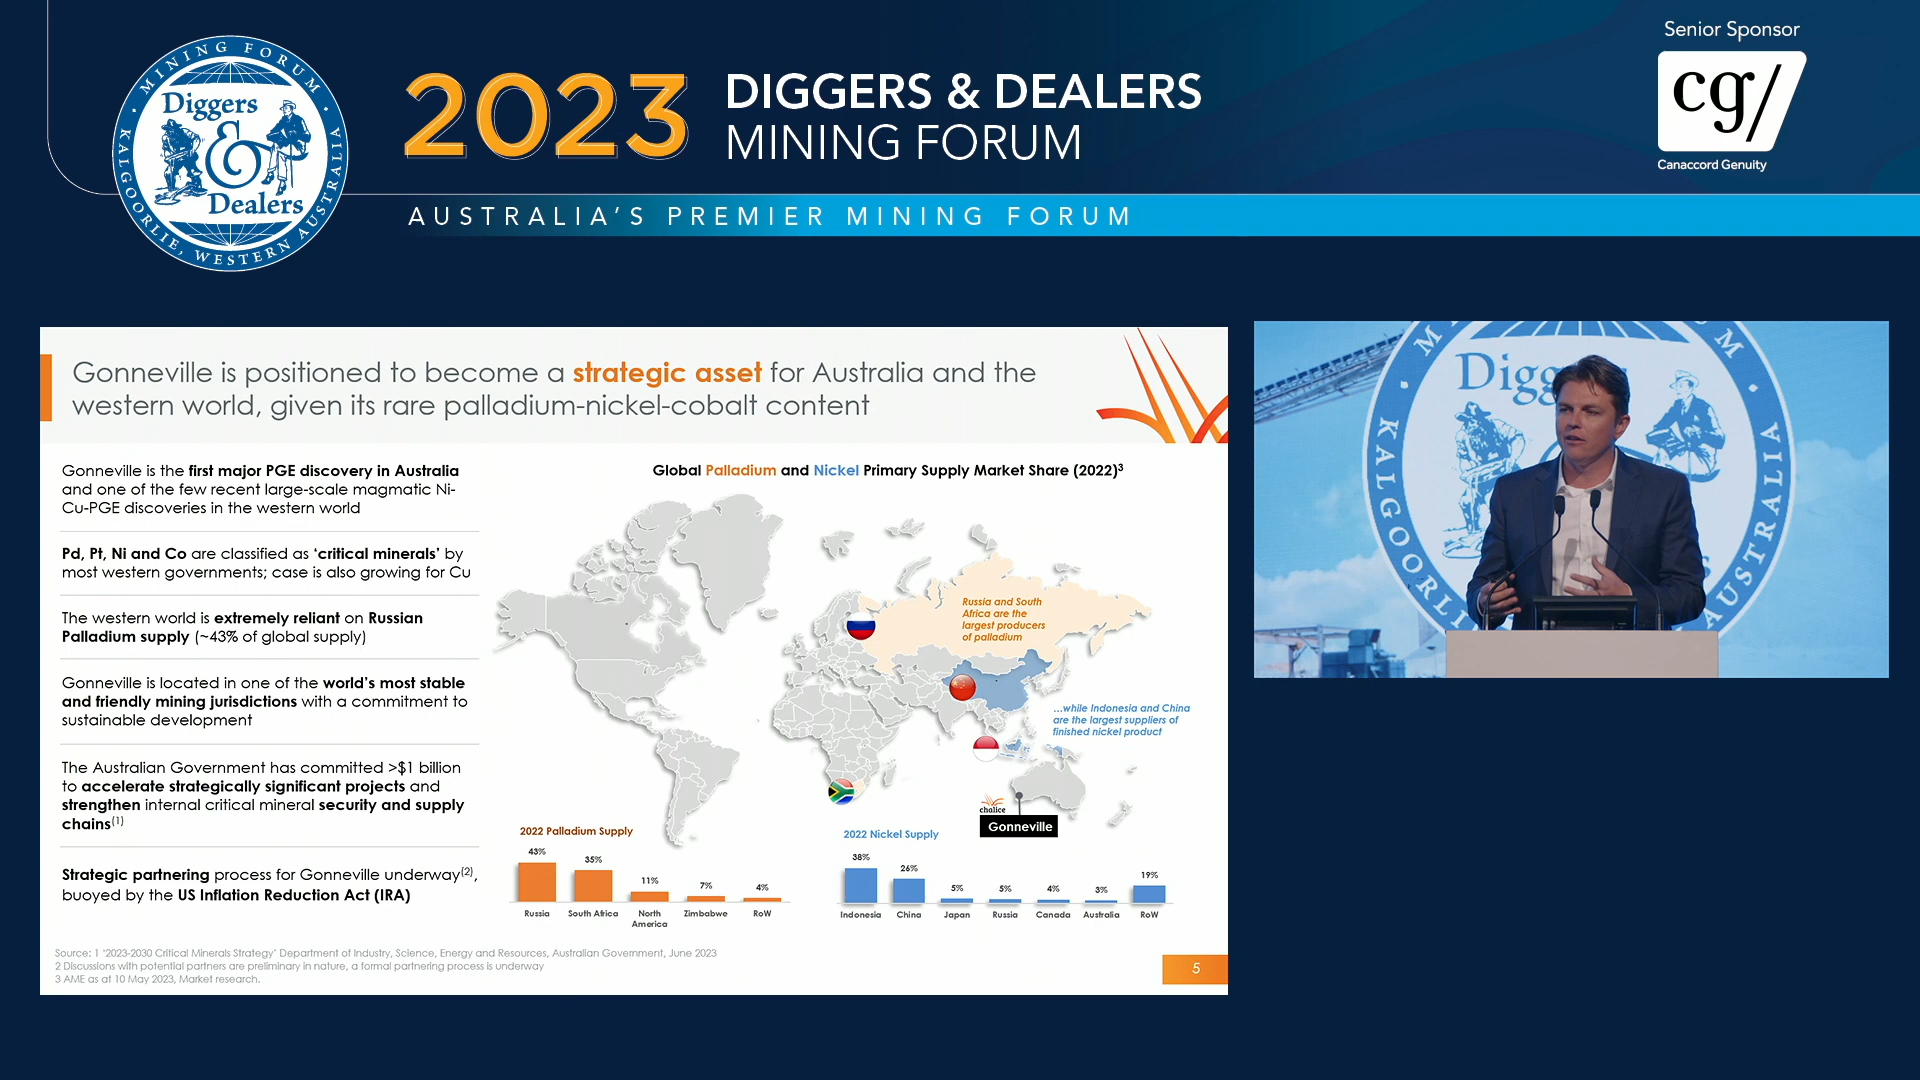 Senior Sponsor
cg/
Canaccord Genuity
MINING FORUM
Diggers
&
Dealers
KALGOORLIE, WESTERN AUSTRALIA
2023 DIGGERS & DEALERS
MINING FORUM
AUSTRALIA'S PREMIER MINING FORUM
Gonneville is positioned to become a strategic asset for Australia and the
western world, given its rare palladium-nickel-cobalt content
Gonneville is the first major PGE discovery in Australia
and one of the few recent large-scale magmatic Ni-
Cu-PGE discoveries in the western world
Pd, Pt, Ni and Co are classified as ‘critical minerals’ by
most western governments; case is also growing for Cu
The western world is extremely reliant on Russian
Palladium supply (~43% of global supply)
Gonneville is located in one of the world’s most stable
and friendly mining jurisdictions with a commitment to
sustainable development
The Australian Government has committed >$1 billion
to accelerate strategically significant projects and
strengthen internal critical mineral security and supply
chains(1)
Strategic partnering process for Gonneville underway(2),
buoyed by the US Inflation Reduction Act (IRA)
Global Palladium and Nickel Primary Supply Market Share (2022)3
Russia and South
Africa are the
largest producers
of palladium
...while Indonesia and China
are the largest suppliers of
finished nickel product
chalice
Gonneville
2022 Palladium Supply
43%
35%
11%
7%
4%
Russia
South Africa
North
America
Zimbabwe
RoW
2022 Nickel Supply
38%
26%
5%
5%
4%
3%
19%
Indonesia
China
Japan
Russia
Canada
Australia
RoW
Source: 1 ‘2023-2030 Critical Minerals Strategy’ Department of Industry, Science, Energy and Resources, Australian Government, June 2023
2 Discussions with potential partners are preliminary in nature, a formal partnering process is underway
3 AME as at 10 May 2023, Market research.
5
Digg
KALGOORLI
AUSTRALIA